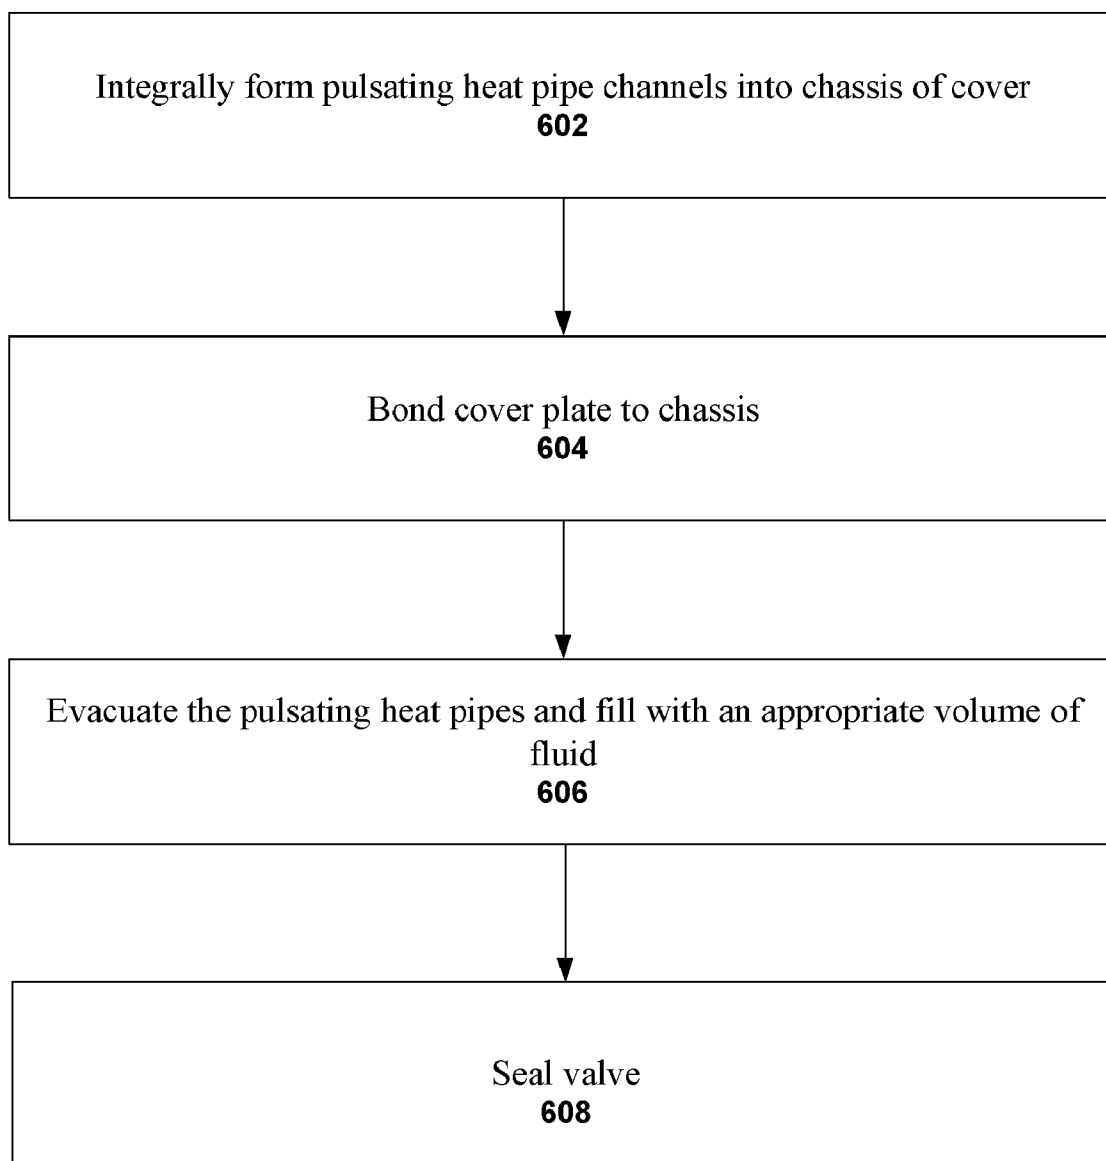 Integrally form pulsating heat pipe channels into chassis of cover
602
Bond cover plate to chassis
604
Evacuate the pulsating heat pipes and fill with an appropriate volume of
fluid
606
Seal valve
608